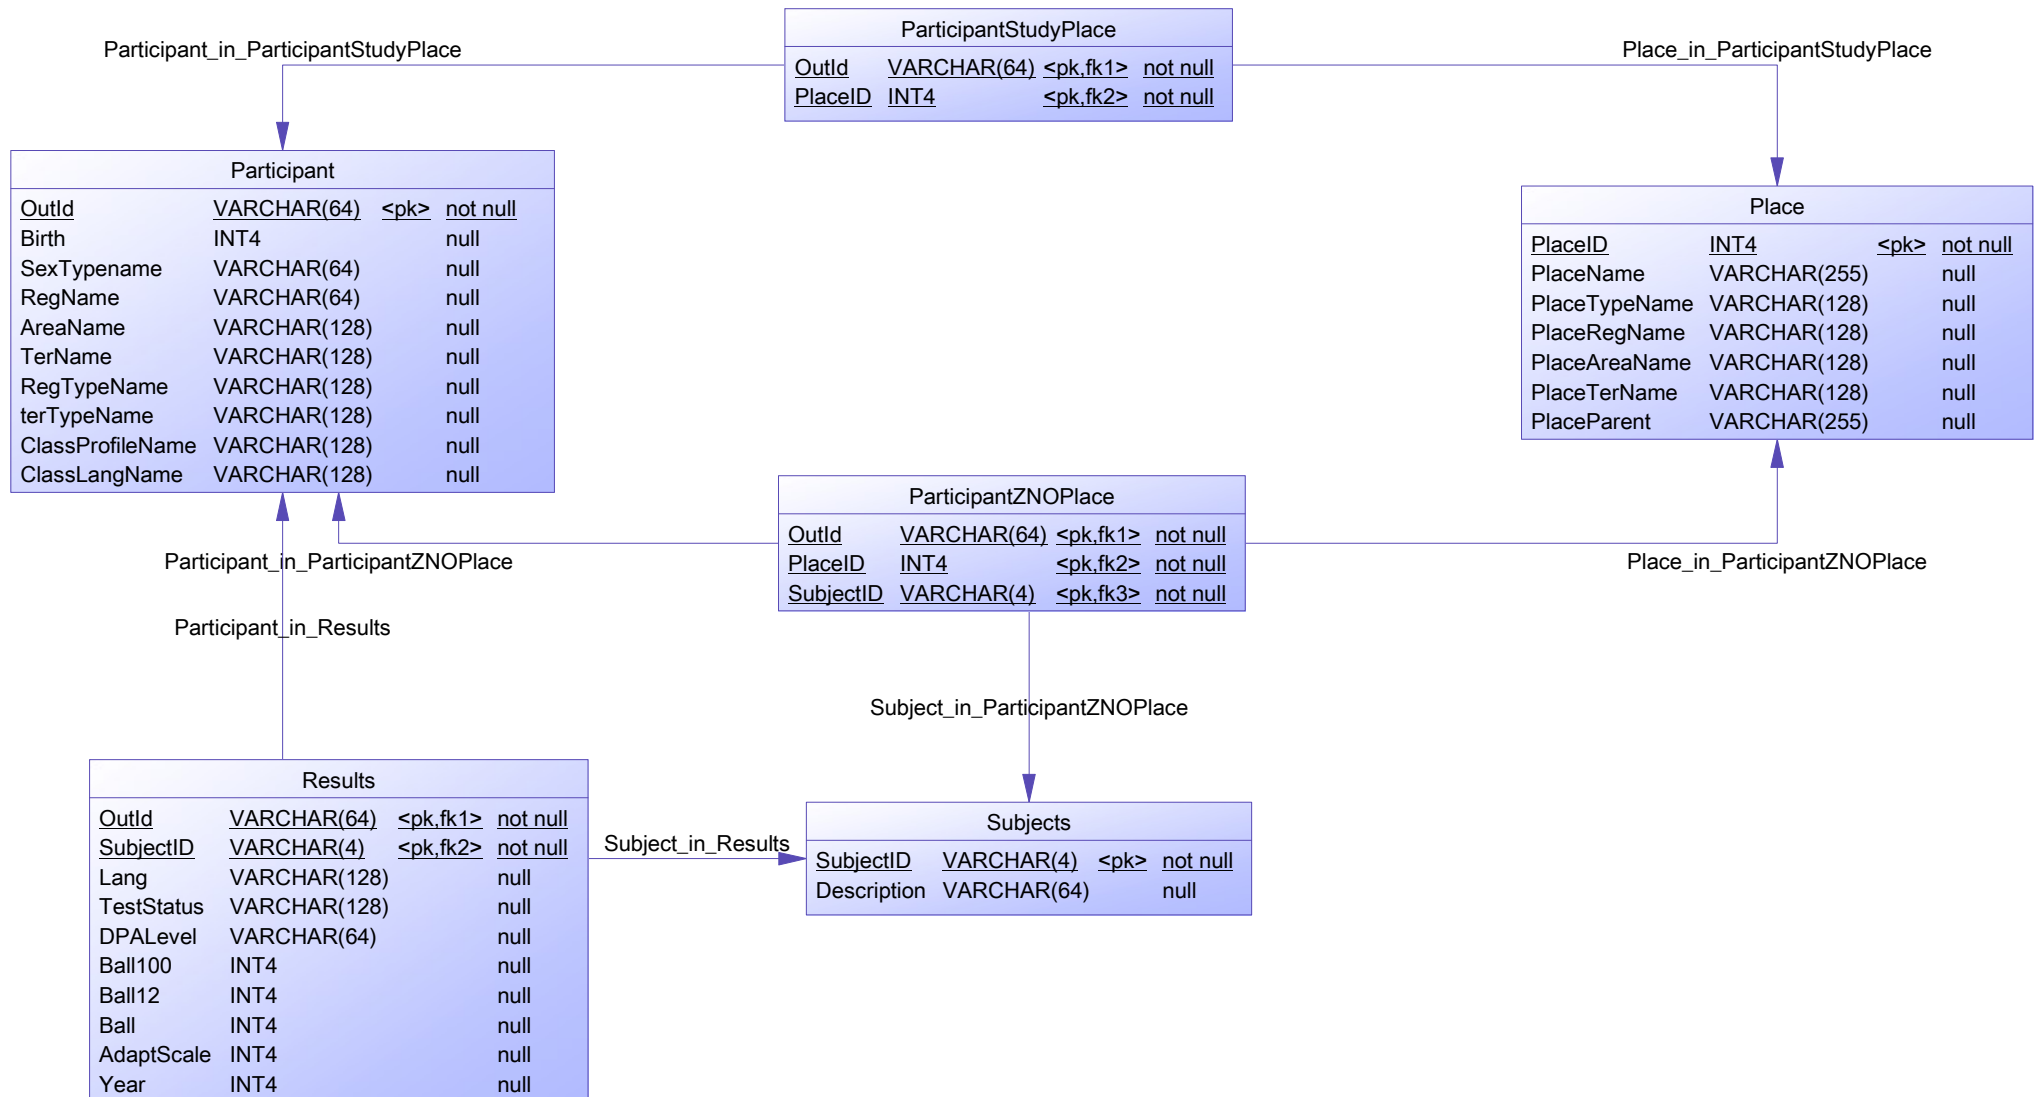 Participant_in_ParticipantStudyPlace
ParticipantStudyPlace
OutId VARCHAR(64) <pk,fk1> not null
PlaceID INT4 <pk,fk2> not null
Place_in_ParticipantStudyPlace
Participant
OutId VARCHAR(64) <pk> not null
Birth INT4 null
SexTypename VARCHAR(64) null
RegName VARCHAR(64) null
AreaName VARCHAR(128) null
TerName VARCHAR(128) null
RegTypeName VARCHAR(128) null
terTypeName VARCHAR(128) null
ClassProfileName VARCHAR(128) null
ClassLangName VARCHAR(128) null
Place
PlaceID INT4 <pk> not null
PlaceName VARCHAR(255) null
PlaceTypeName VARCHAR(128) null
PlaceRegName VARCHAR(128) null
PlaceAreaName VARCHAR(128) null
PlaceTerName VARCHAR(128) null
PlaceParent VARCHAR(255) null
ParticipantZNOPlace
OutId VARCHAR(64) <pk,fk1> not null
PlaceID INT4 <pk,fk2> not null
SubjectID VARCHAR(4) <pk,fk3> not null
Participant_in_ParticipantZNOPlace
Place_in_ParticipantZNOPlace
Participant_in_Results
Subject_in_ParticipantZNOPlace
Results
OutId VARCHAR(64) <pk,fk1> not null
SubjectID VARCHAR(4) <pk,fk2> not null
Lang VARCHAR(128) null
TestStatus VARCHAR(128) null
DPALevel VARCHAR(64) null
Ball100 INT4 null
Ball12 INT4 null
Ball INT4 null
AdaptScale INT4 null
Year INT4 null
Subject_in_Results
Subjects
SubjectID VARCHAR(4) <pk> not null
Description VARCHAR(64) null